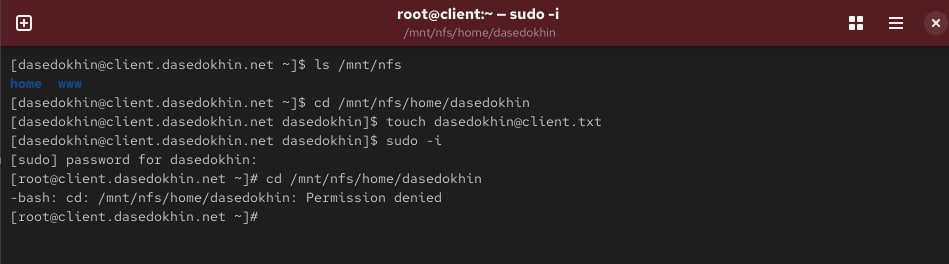 root@client:~ — sudo -i
/mnt/nfs/home/dasedokhin
[dasedokhin@client.dasedokhin.net ~]$ ls /mnt/nfs
home  www
[dasedokhin@client.dasedokhin.net ~]$ cd /mnt/nfs/home/dasedokhin
[dasedokhin@client.dasedokhin.net dasedokhin]$ touch dasedokhin@client.txt
[dasedokhin@client.dasedokhin.net dasedokhin]$ sudo -i
[sudo] password for dasedokhin:
[root@client.dasedokhin.net ~]# cd /mnt/nfs/home/dasedokhin
-bash: cd: /mnt/nfs/home/dasedokhin: Permission denied
[root@client.dasedokhin.net ~]#